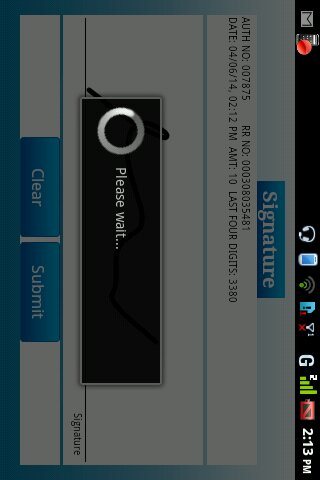 2:13 PM
Signature
AUTH NO: 007875 RR NO: 000308035481
DATE: 04/06/14, 02:12 PM AMT: 10 LAST FOUR DIGITS: 3380
Please wait...
Signature
Clear
Submit